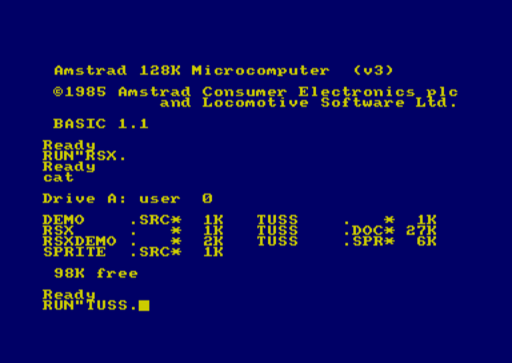 Amstrad 128K Microcomputer  (v3)
©1985 Amstrad Consumer Electronics plc
and Locomotive Software Ltd.
BASIC 1.1
Ready
RUN"RSX.
Ready
cat
Drive A: user  0
DEMO    .SRC*  1K   TUSS    .   *  1K
RSX     .   *  1K   TUSS    .DOC* 27K
RSXDEMO .   *  2K   TUSS    .SPR*  6K
SPRITE  .SRC*  1K
98K free
Ready
RUN"TUSS.